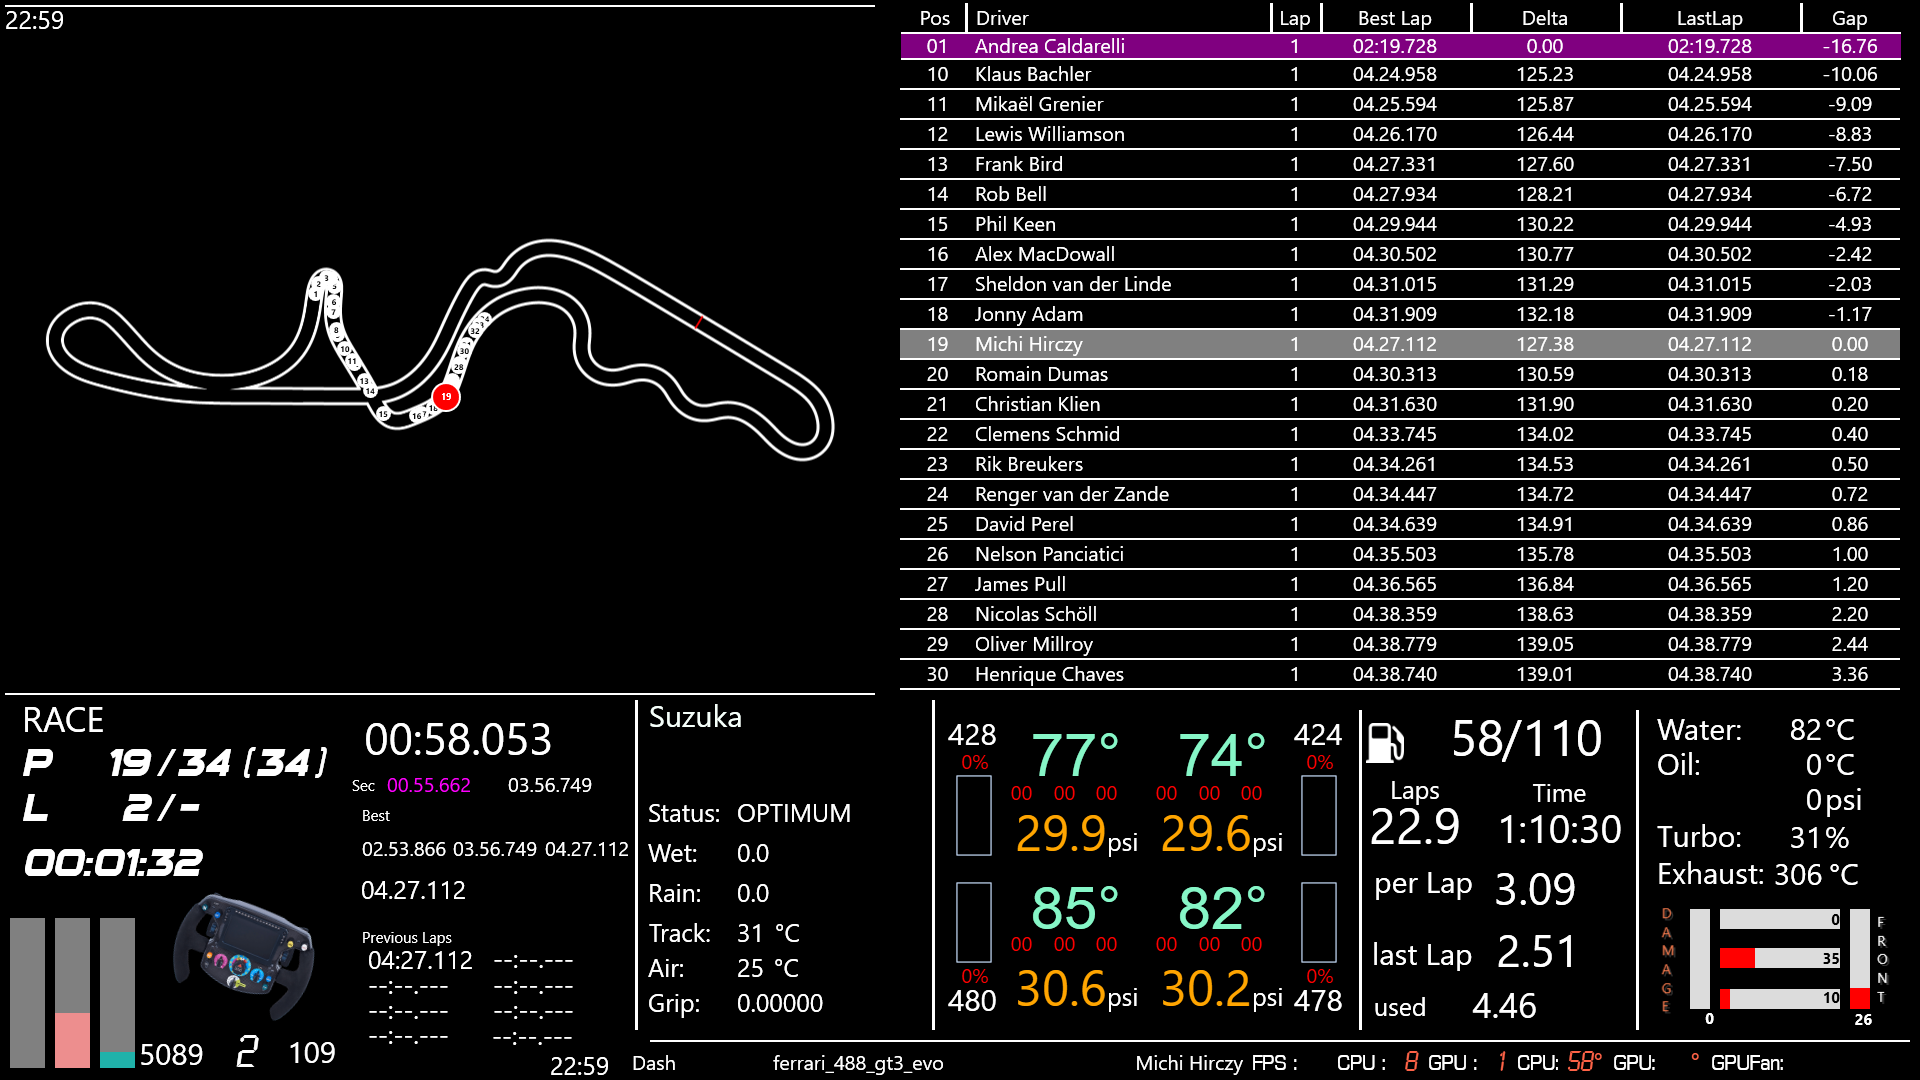 22:59
Pos Driver Lap Best Lap Delta LastLap Gap
01 Andrea Caldarelli 1 02:19.728 0.00 02:19.728 -16.76
10 Klaus Bachler 1 04.24.958 125.23 04.24.958 -10.06
11 Mikaël Grenier 1 04.25.594 125.87 04.25.594 -9.09
12 Lewis Williamson 1 04.26.170 126.44 04.26.170 -8.83
13 Frank Bird 1 04.27.331 127.60 04.27.331 -7.50
14 Rob Bell 1 04.27.934 128.21 04.27.934 -6.72
15 Phil Keen 1 04.29.944 130.22 04.29.944 -4.93
16 Alex MacDowall 1 04.30.502 130.77 04.30.502 -2.42
17 Sheldon van der Linde 1 04.31.015 131.29 04.31.015 -2.03
18 Jonny Adam 1 04.31.909 132.18 04.31.909 -1.17
19 Michi Hirczy 1 04.27.112 127.38 04.27.112 0.00
20 Romain Dumas 1 04.30.313 130.59 04.30.313 0.18
21 Christian Klien 1 04.31.630 131.90 04.31.630 0.20
22 Clemens Schmid 1 04.33.745 134.02 04.33.745 0.40
23 Rik Breukers 1 04.34.261 134.53 04.34.261 0.50
24 Renger van der Zande 1 04.34.447 134.72 04.34.447 0.72
25 David Perel 1 04.34.639 134.91 04.34.639 0.86
26 Nelson Panciatici 1 04.35.503 135.78 04.35.503 1.00
27 James Pull 1 04.36.565 136.84 04.36.565 1.20
28 Nicolas Schöll 1 04.38.359 138.63 04.38.359 2.20
29 Oliver Millroy 1 04.38.779 139.05 04.38.779 2.44
30 Henrique Chaves 1 04.38.740 139.01 04.38.740 3.36
3
2
5
1
6
7
8
10
11
13
14
15
16
18
19
28
30
32
RACE
P 19/34 (34)
L 2/-
00:01:32
5089 2 109
00:58.053
Sec 00.55.662 03.56.749
Best
02.53.866 03.56.749 04.27.112
04.27.112
Previous Laps
04:27.112 --:--.---
--:--.--- --:--.---
--:--.--- --:--.---
--:--.--- --:--.---
22:59
Suzuka
Status: OPTIMUM
Wet: 0.0
Rain: 0.0
Track: 31 °C
Air: 25 °C
Grip: 0.00000
428 77° 74° 424
0% 0%
00 00 00 00 00 00
29.9psi 29.6psi
85° 82°
00 00 00 00 00 00
0% 30.6psi 30.2psi 0%
480 478
58/110
Laps Time
22.9 1:10:30
per Lap 3.09
last Lap 2.51
used 4.46
Water: 82°C
Oil: 0°C
0psi
Turbo: 31%
Exhaust: 306 °C
DAMAGE
0
35
10
0
26
FRONT
Dash ferrari_488_gt3_evo Michi Hirczy FPS : CPU : 8 GPU : 1 CPU: 58° GPU: ° GPUFan: